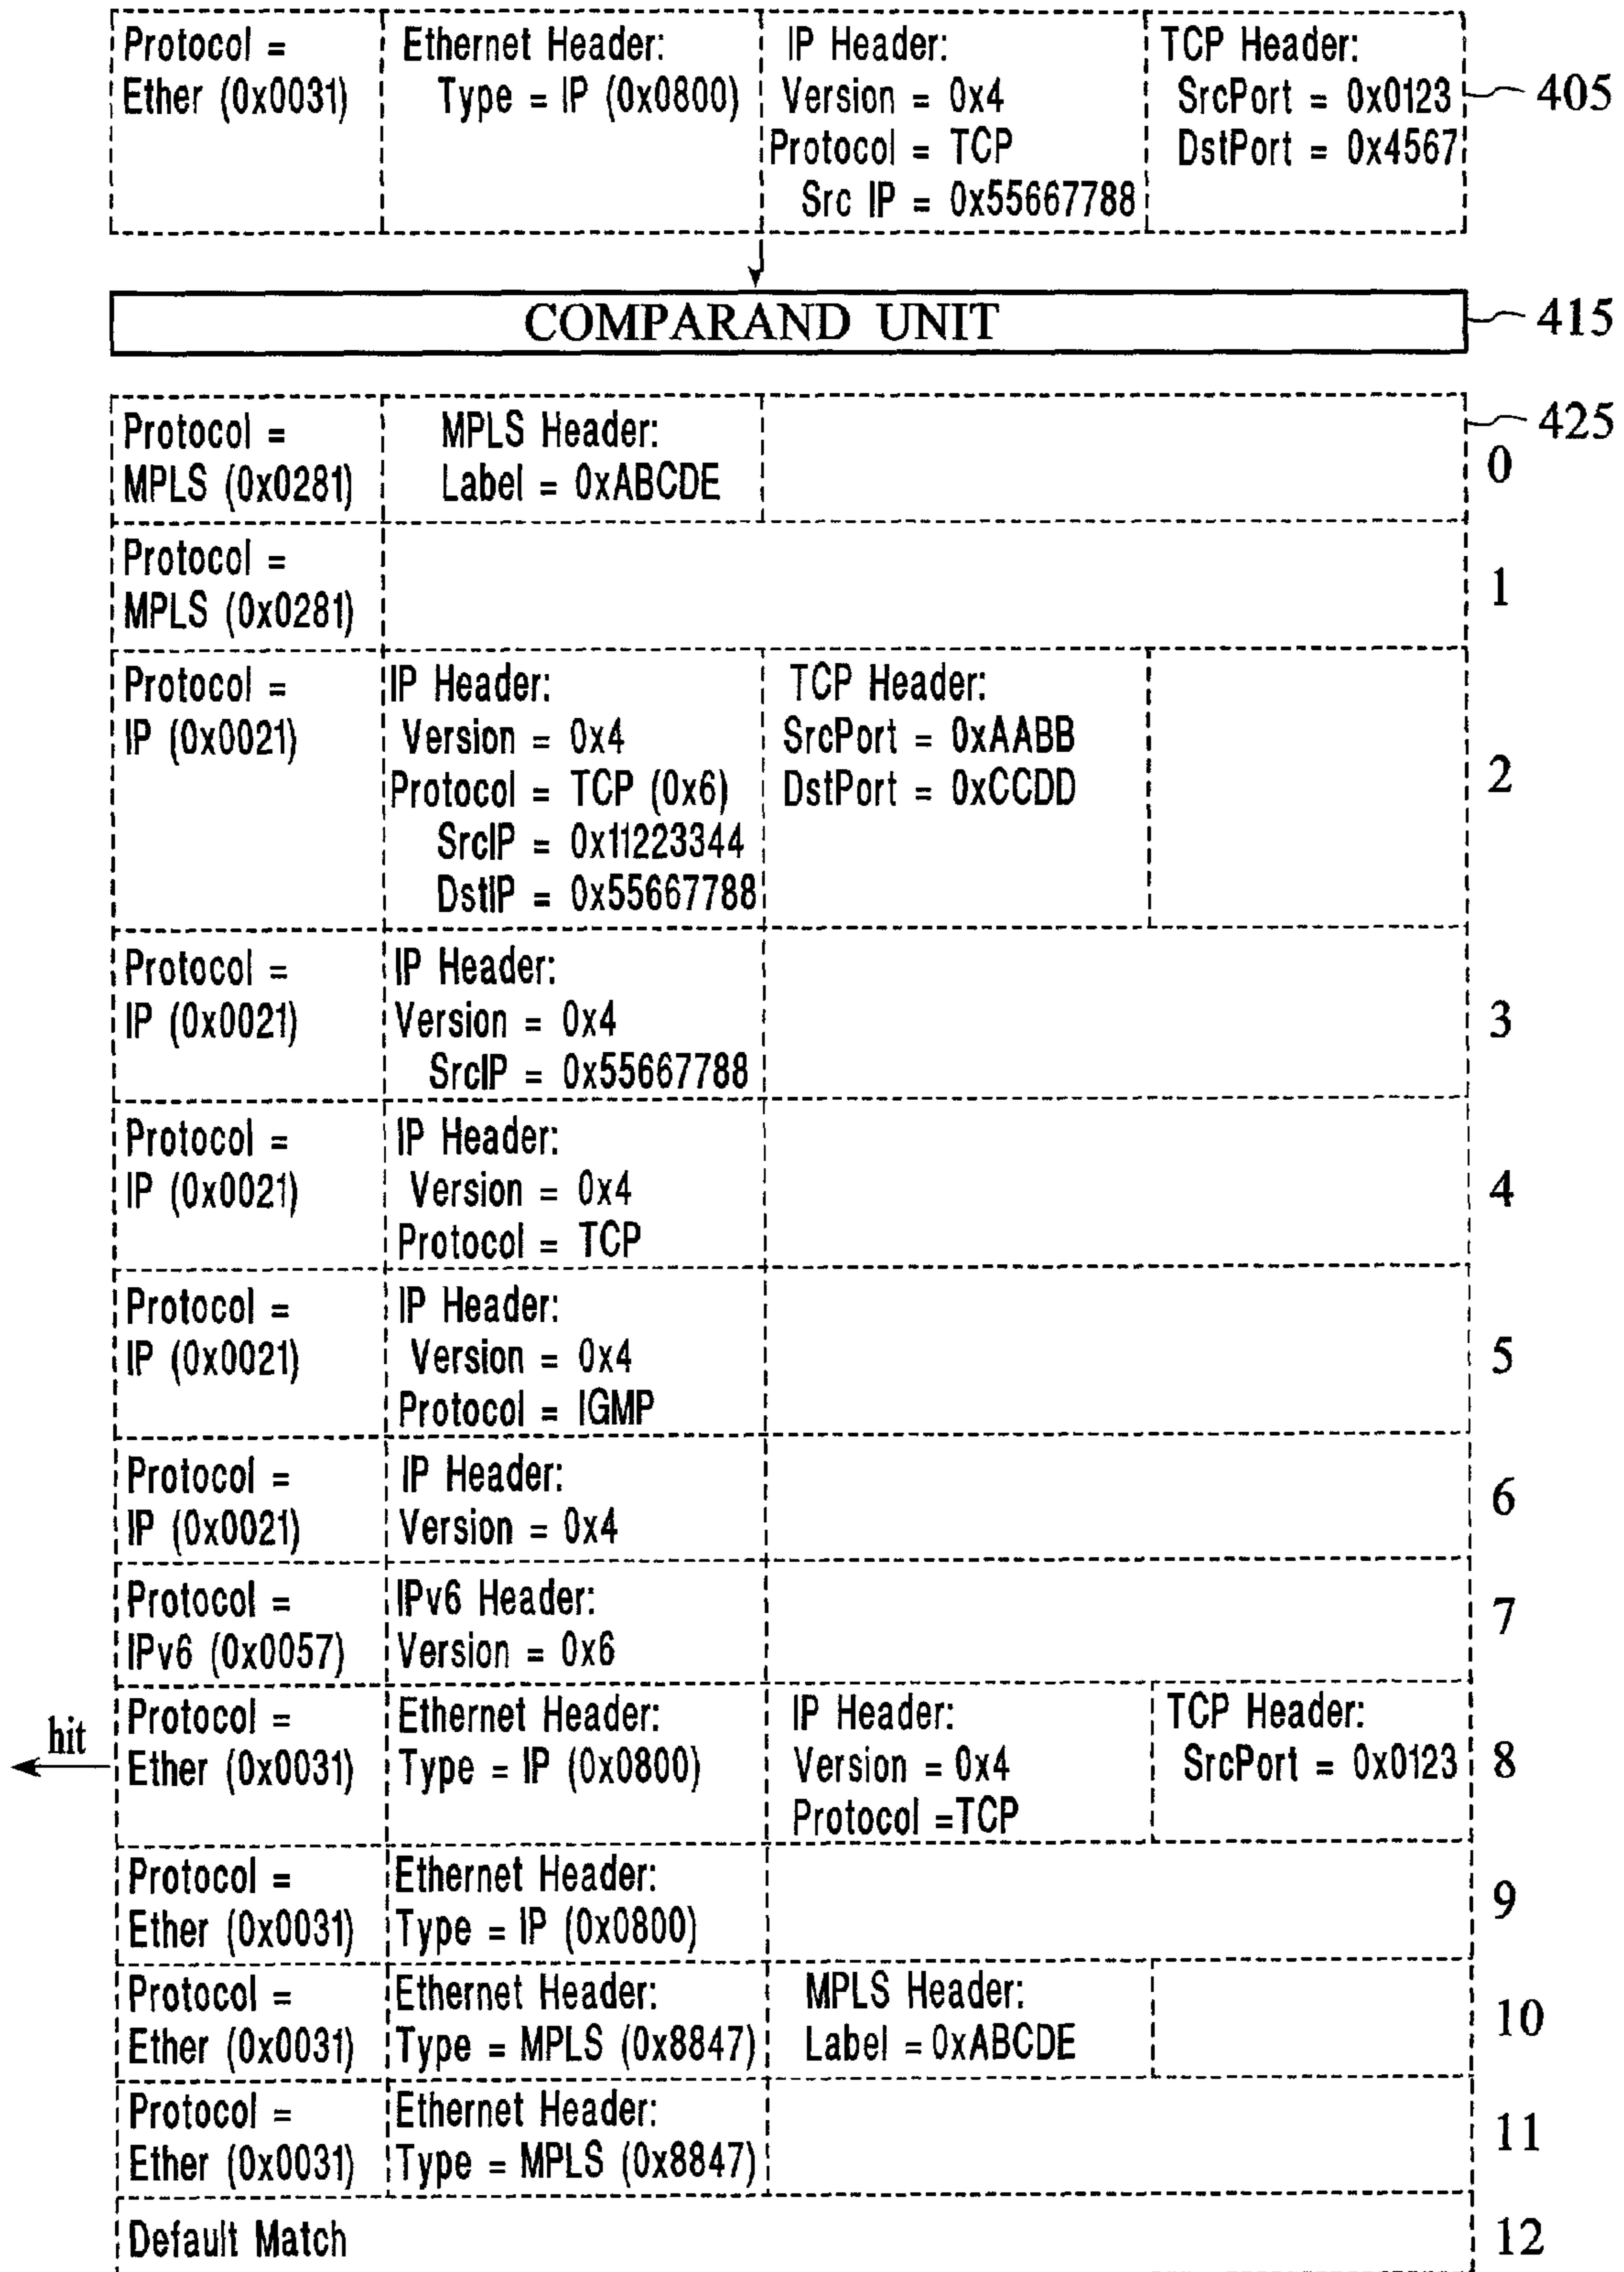 Protocol =
Ether (0x0031)
Ethernet Header:
Type = IP (0x0800)
IP Header:
Version = 0x4
Protocol = TCP
Src IP = 0x55667788
TCP Header:
SrcPort = 0x0123
DstPort = 0x4567
405
COMPARAND UNIT
415
425
Protocol =
MPLS (0x0281)
MPLS Header:
Label = 0xABCDE
0
Protocol =
MPLS (0x0281)
1
Protocol =
IP (0x0021)
IP Header:
Version = 0x4
Protocol = TCP (0x6)
SrcIP = 0x11223344
DstIP = 0x55667788
TCP Header:
SrcPort = 0xAABB
DstPort = 0xCCDD
2
Protocol =
IP (0x0021)
IP Header:
Version = 0x4
SrcIP = 0x55667788
3
Protocol =
IP (0x0021)
IP Header:
Version = 0x4
Protocol = TCP
4
Protocol =
IP (0x0021)
IP Header:
Version = 0x4
Protocol = IGMP
5
Protocol =
IP (0x0021)
IP Header:
Version = 0x4
6
Protocol =
IPv6 (0x0057)
IPv6 Header:
Version = 0x6
7
hit
Protocol =
Ether (0x0031)
Ethernet Header:
Type = IP (0x0800)
IP Header:
Version = 0x4
Protocol =TCP
TCP Header:
SrcPort = 0x0123
8
Protocol =
Ether (0x0031)
Ethernet Header:
Type = IP (0x0800)
9
Protocol =
Ether (0x0031)
Ethernet Header:
Type = MPLS (0x8847)
MPLS Header:
Label = 0xABCDE
10
Protocol =
Ether (0x0031)
Ethernet Header:
Type = MPLS (0x8847)
11
Default Match
12